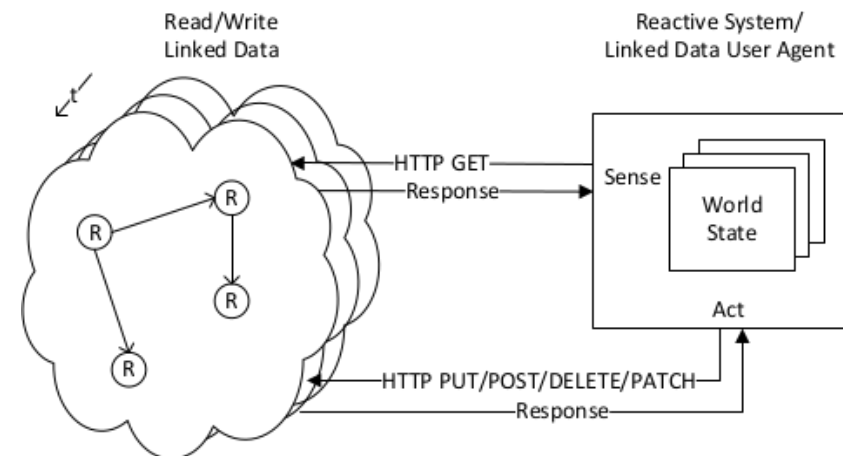 Read/Write
Linked Data
Reactive System/
Linked Data User Agent
t
HTTP GET
Response
Sense
World
State
R
R
R
R
Act
HTTP PUT/POST/DELETE/PATCH
Response